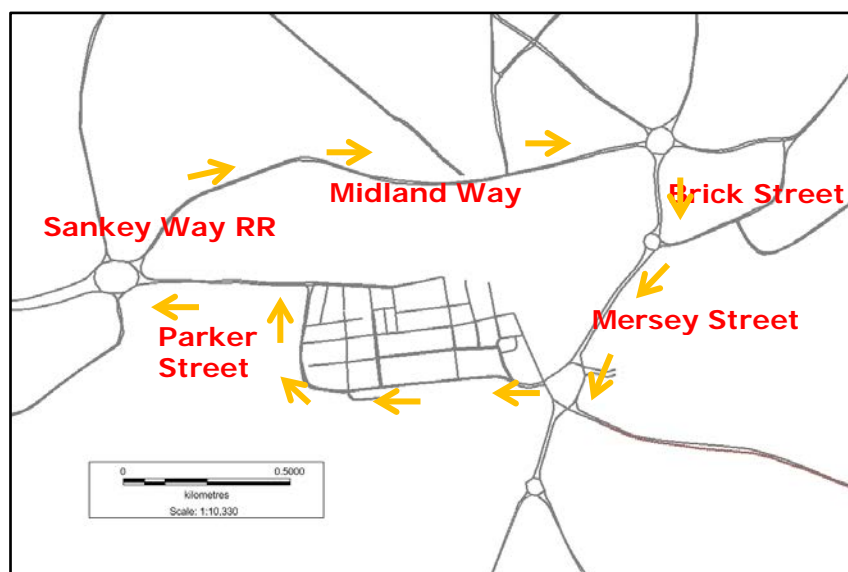 Midland Way
Brick Street
Sankey Way RR
Mersey Street
Parker
Street
0 0.5000
kilometres
Scale: 1:10,330